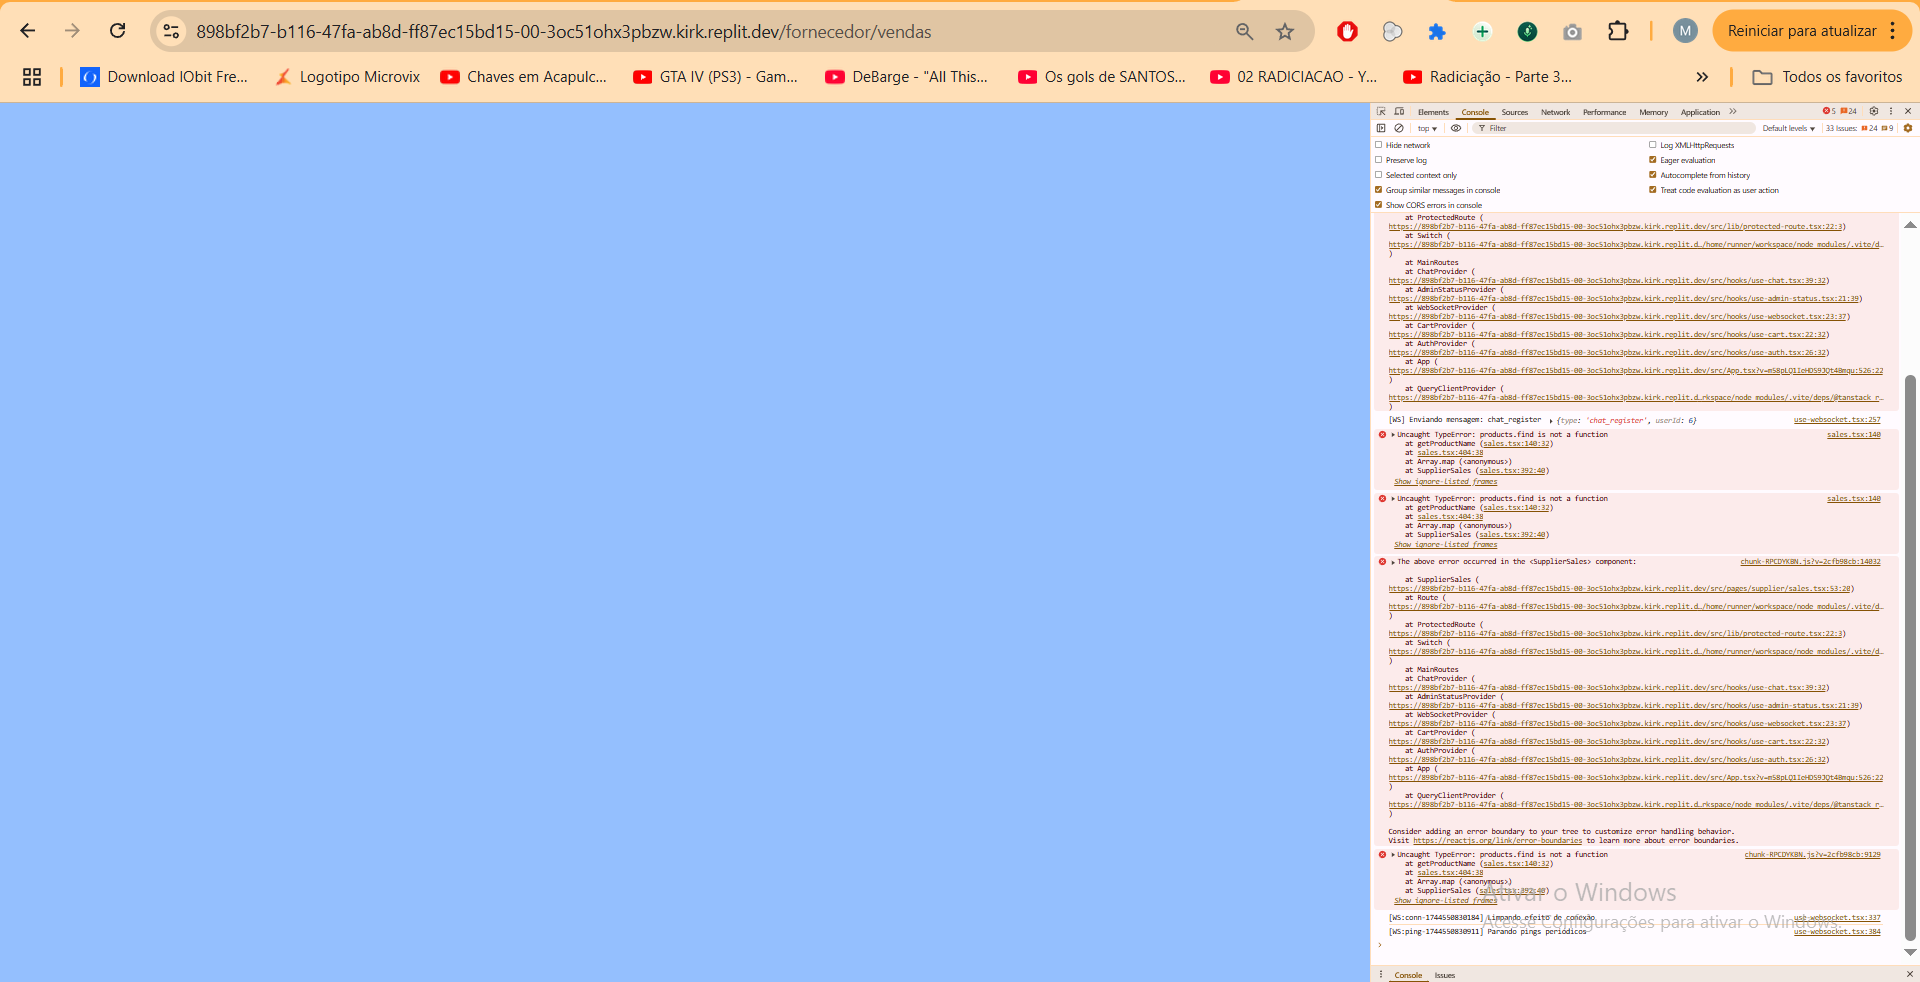 898bf2b7-b116-47fa-ab8d-ff87ec15bd15-00-3oc51ohx3pbzw.kirk.replit.dev/fornecedor/vendas
M
Reiniciar para atualizar
Download IObit Fre...
Logotipo Microvix
Chaves em Acapulc...
GTA IV (PS3) - Gam...
DeBarge - "All This...
Os gols de SANTOS...
02 RADICIACAO - Y...
Radiciação - Parte 3...
Todos os favoritos
Elements Console Sources Network Performance Memory Application 5 24
top Filter Default levels 33 Issues: 24 9
Hide network Log XMLHttpRequests
Preserve log Eager evaluation
Selected context only Autocomplete from history
Group similar messages in console Treat code evaluation as user action
Show CORS errors in console
at ProtectedRoute (
https://898bf2b7-b116-47fa-ab8d-ff87ec15bd15-00-3oc51ohx3pbzw.kirk.replit.dev/src/lib/protected-route.tsx:22:3)
at Switch (
https://898bf2b7-b116-47fa-ab8d-ff87ec15bd15-00-3oc51ohx3pbzw.kirk.replit.d…/home/runner/workspace/node_modules/.vite/d…
)
at MainRoutes
at ChatProvider (
https://898bf2b7-b116-47fa-ab8d-ff87ec15bd15-00-3oc51ohx3pbzw.kirk.replit.dev/src/hooks/use-chat.tsx:39:32)
at AdminStatusProvider (
https://898bf2b7-b116-47fa-ab8d-ff87ec15bd15-00-3oc51ohx3pbzw.kirk.replit.dev/src/hooks/use-admin-status.tsx:21:39)
at WebSocketProvider (
https://898bf2b7-b116-47fa-ab8d-ff87ec15bd15-00-3oc51ohx3pbzw.kirk.replit.dev/src/hooks/use-websocket.tsx:23:37)
at CartProvider (
https://898bf2b7-b116-47fa-ab8d-ff87ec15bd15-00-3oc51ohx3pbzw.kirk.replit.dev/src/hooks/use-cart.tsx:22:32)
at AuthProvider (
https://898bf2b7-b116-47fa-ab8d-ff87ec15bd15-00-3oc51ohx3pbzw.kirk.replit.dev/src/hooks/use-auth.tsx:26:32)
at App (
https://898bf2b7-b116-47fa-ab8d-ff87ec15bd15-00-3oc51ohx3pbzw.kirk.replit.dev/src/App.tsx?v=m58pLQ1IeHDS9JQt48mqu:526:22
)
at QueryClientProvider (
https://898bf2b7-b116-47fa-ab8d-ff87ec15bd15-00-3oc51ohx3pbzw.kirk.replit.d…rkspace/node_modules/.vite/deps/@tanstack_r…
)
[WS] Enviando mensagem: chat_register {type: 'chat_register', userId: 6} use-websocket.tsx:257
Uncaught TypeError: products.find is not a function sales.tsx:140
at getProductName (sales.tsx:140:32)
at sales.tsx:404:38
at Array.map (<anonymous>)
at SupplierSales (sales.tsx:392:40)
Show ignore-listed frames
Uncaught TypeError: products.find is not a function sales.tsx:140
at getProductName (sales.tsx:140:32)
at sales.tsx:404:38
at Array.map (<anonymous>)
at SupplierSales (sales.tsx:392:40)
Show ignore-listed frames
The above error occurred in the <SupplierSales> component: chunk-RPCDYKBN.js?v=2cfb98cb:14032
at SupplierSales (
https://898bf2b7-b116-47fa-ab8d-ff87ec15bd15-00-3oc51ohx3pbzw.kirk.replit.dev/src/pages/supplier/sales.tsx:53:20)
at Route (
https://898bf2b7-b116-47fa-ab8d-ff87ec15bd15-00-3oc51ohx3pbzw.kirk.replit.d…/home/runner/workspace/node_modules/.vite/d…
)
at ProtectedRoute (
https://898bf2b7-b116-47fa-ab8d-ff87ec15bd15-00-3oc51ohx3pbzw.kirk.replit.dev/src/lib/protected-route.tsx:22:3)
at Switch (
https://898bf2b7-b116-47fa-ab8d-ff87ec15bd15-00-3oc51ohx3pbzw.kirk.replit.d…/home/runner/workspace/node_modules/.vite/d…
)
at MainRoutes
at ChatProvider (
https://898bf2b7-b116-47fa-ab8d-ff87ec15bd15-00-3oc51ohx3pbzw.kirk.replit.dev/src/hooks/use-chat.tsx:39:32)
at AdminStatusProvider (
https://898bf2b7-b116-47fa-ab8d-ff87ec15bd15-00-3oc51ohx3pbzw.kirk.replit.dev/src/hooks/use-admin-status.tsx:21:39)
at WebSocketProvider (
https://898bf2b7-b116-47fa-ab8d-ff87ec15bd15-00-3oc51ohx3pbzw.kirk.replit.dev/src/hooks/use-websocket.tsx:23:37)
at CartProvider (
https://898bf2b7-b116-47fa-ab8d-ff87ec15bd15-00-3oc51ohx3pbzw.kirk.replit.dev/src/hooks/use-cart.tsx:22:32)
at AuthProvider (
https://898bf2b7-b116-47fa-ab8d-ff87ec15bd15-00-3oc51ohx3pbzw.kirk.replit.dev/src/hooks/use-auth.tsx:26:32)
at App (
https://898bf2b7-b116-47fa-ab8d-ff87ec15bd15-00-3oc51ohx3pbzw.kirk.replit.dev/src/App.tsx?v=m58pLQ1IeHDS9JQt48mqu:526:22
)
at QueryClientProvider (
https://898bf2b7-b116-47fa-ab8d-ff87ec15bd15-00-3oc51ohx3pbzw.kirk.replit.d…rkspace/node_modules/.vite/deps/@tanstack_r…
)
Consider adding an error boundary to your tree to customize error handling behavior.
Visit https://reactjs.org/link/error-boundaries to learn more about error boundaries.
Uncaught TypeError: products.find is not a function chunk-RPCDYKBN.js?v=2cfb98cb:9129
at getProductName (sales.tsx:140:32)
at sales.tsx:404:38
at Array.map (<anonymous>)
at SupplierSales (sales.tsx:392:40)
Show ignore-listed frames
Ativar o Windows
Acesse Configurações para ativar o Windows.
[WS:conn-1744550830184] Limpando efeito de conexão use-websocket.tsx:337
[WS:ping-1744550830911] Parando pings periódicos use-websocket.tsx:384
Console Issues